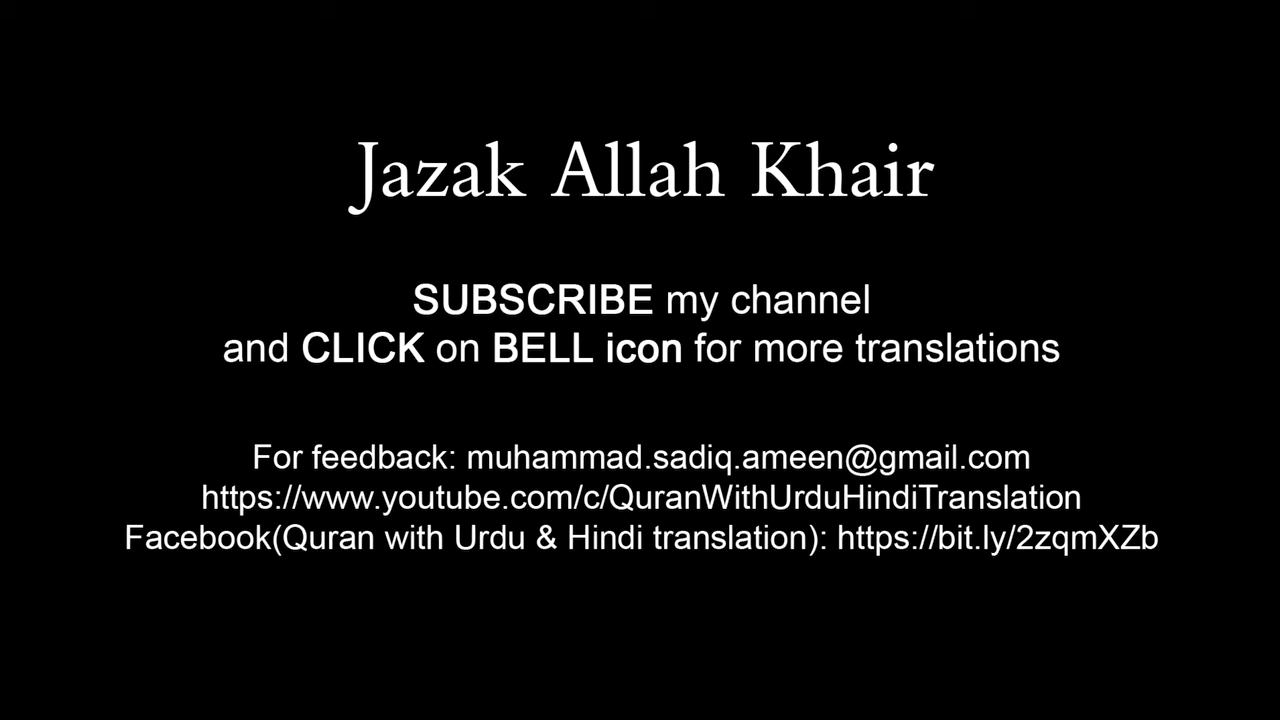 Jazak Allah Khair
SUBSCRIBE my channel
and CLICK on BELL icon for more translations
For feedback: muhammad.sadiq.ameen@gmail.com
https://www.youtube.com/c/QuranWithUrduHindiTranslation
Facebook(Quran with Urdu & Hindi translation): https://bit.ly/2zqmXZb